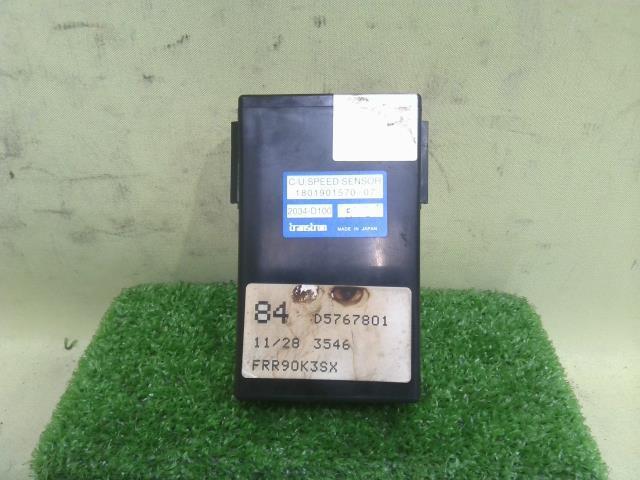 C/U,SPEED SENSOR
1801901570-07
2034-D100
transtron MADE IN JAPAN
84 D5767801
11/28 3546
FRR90K3SX